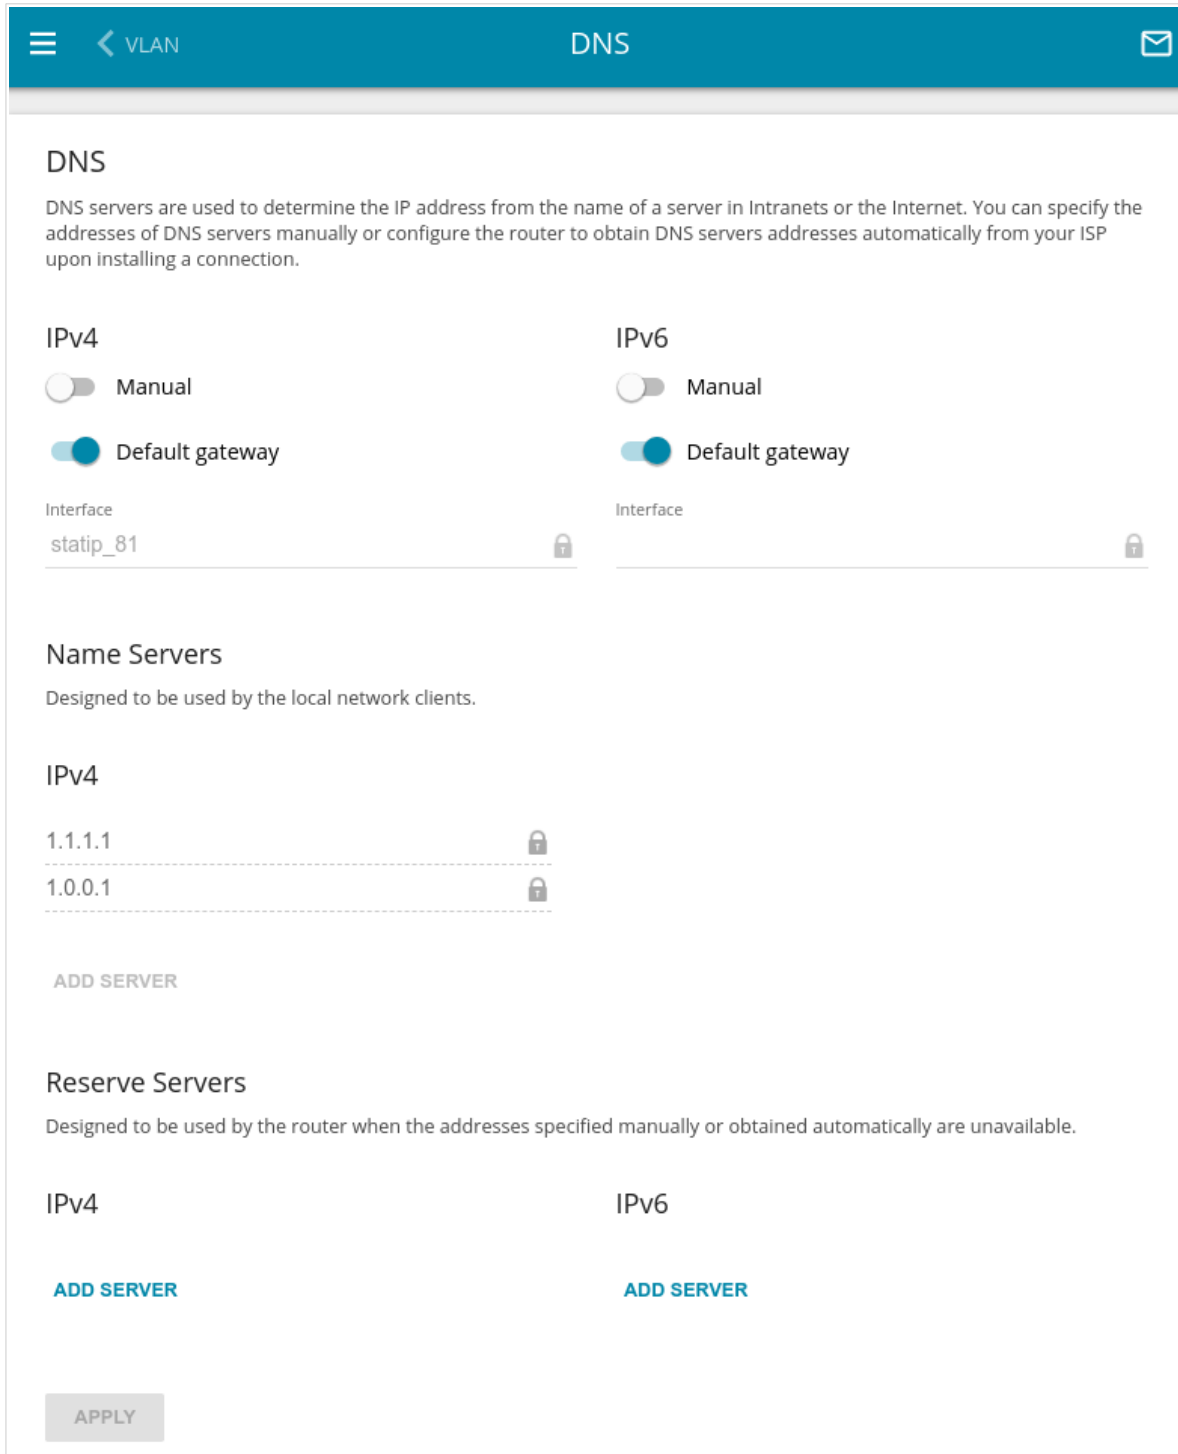 VLAN
DNS
DNS
DNS servers are used to determine the IP address from the name of a server in Intranets or the Internet. You can specify the
addresses of DNS servers manually or configure the router to obtain DNS servers addresses automatically from your ISP
upon installing a connection.
IPv4
Manual
Default gateway
Interface
statip_81
IPv6
Manual
Default gateway
Interface
Name Servers
Designed to be used by the local network clients.
IPv4
1.1.1.1
1.0.0.1
ADD SERVER
Reserve Servers
Designed to be used by the router when the addresses specified manually or obtained automatically are unavailable.
IPv4
ADD SERVER
IPv6
ADD SERVER
APPLY